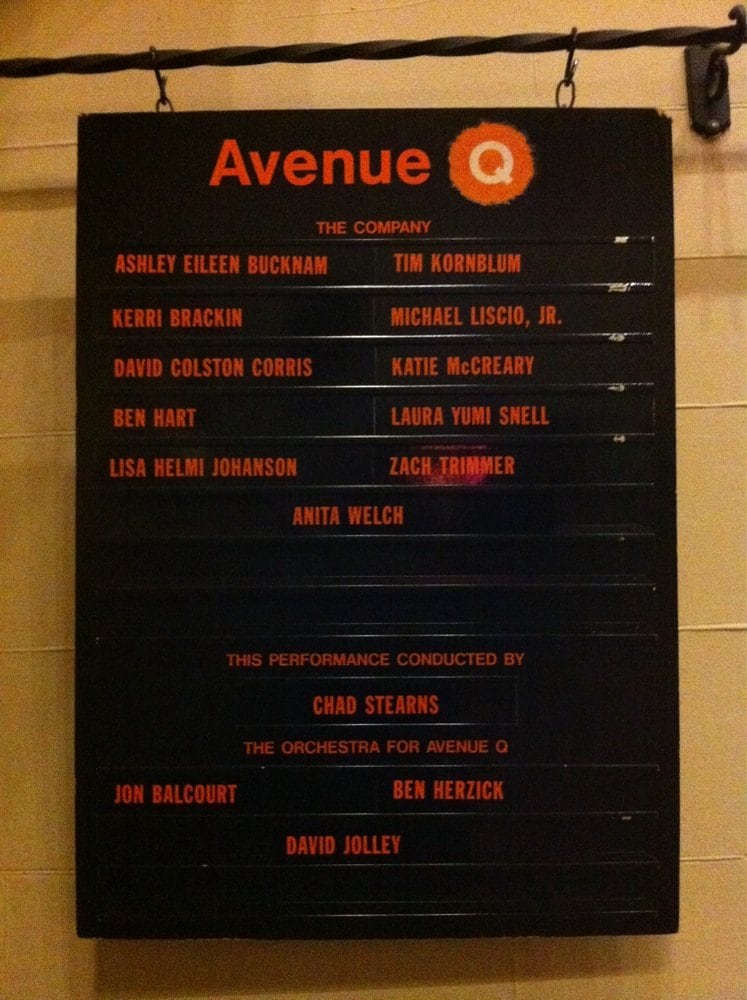 Avenue Q
THE COMPANY
ASHLEY EILEEN BUCKNAM TIM KORNBLUM
KERRI BRACKIN MICHAEL LISCIO, JR.
DAVID COLSTON CORRIS KATIE McCREARY
BEN HART LAURA YUMI SNELL
LISA HELMI JOHANSON ZACH TRIMMER
ANITA WELCH
THIS PERFORMANCE CONDUCTED BY
CHAD STEARNS
THE ORCHESTRA FOR AVENUE Q
JON BALCOURT BEN HERZICK
DAVID JOLLEY